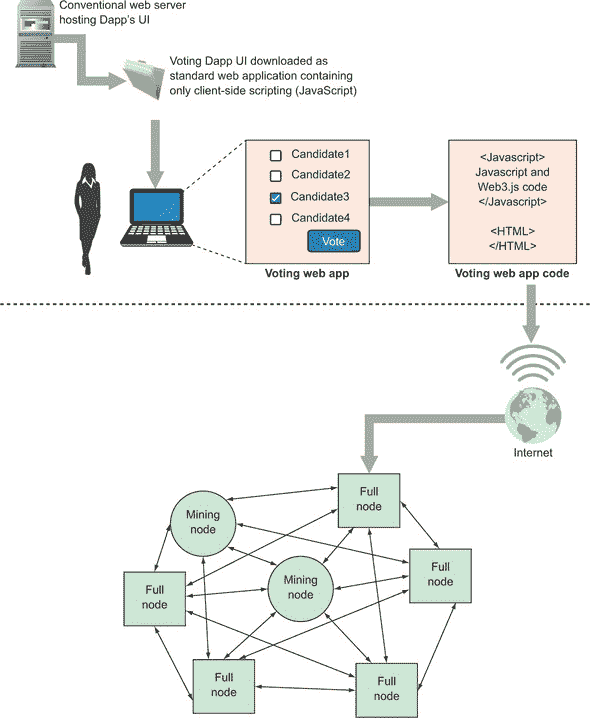 Conventional web server
hosting Dapp's UI
Voting Dapp UI downloaded as
standard web application containing
only client-side scripting (JavaScript)
Candidate1
Candidate2
Candidate3
Candidate4
Vote
Voting web app
<Javascript>
Javascript and
Web3.js code
</Javascript>
<HTML>
</HTML>
Voting web app code
Internet
Full
node
Mining
node
Full
node
Mining
node
Full
node
Full
node
Full
node